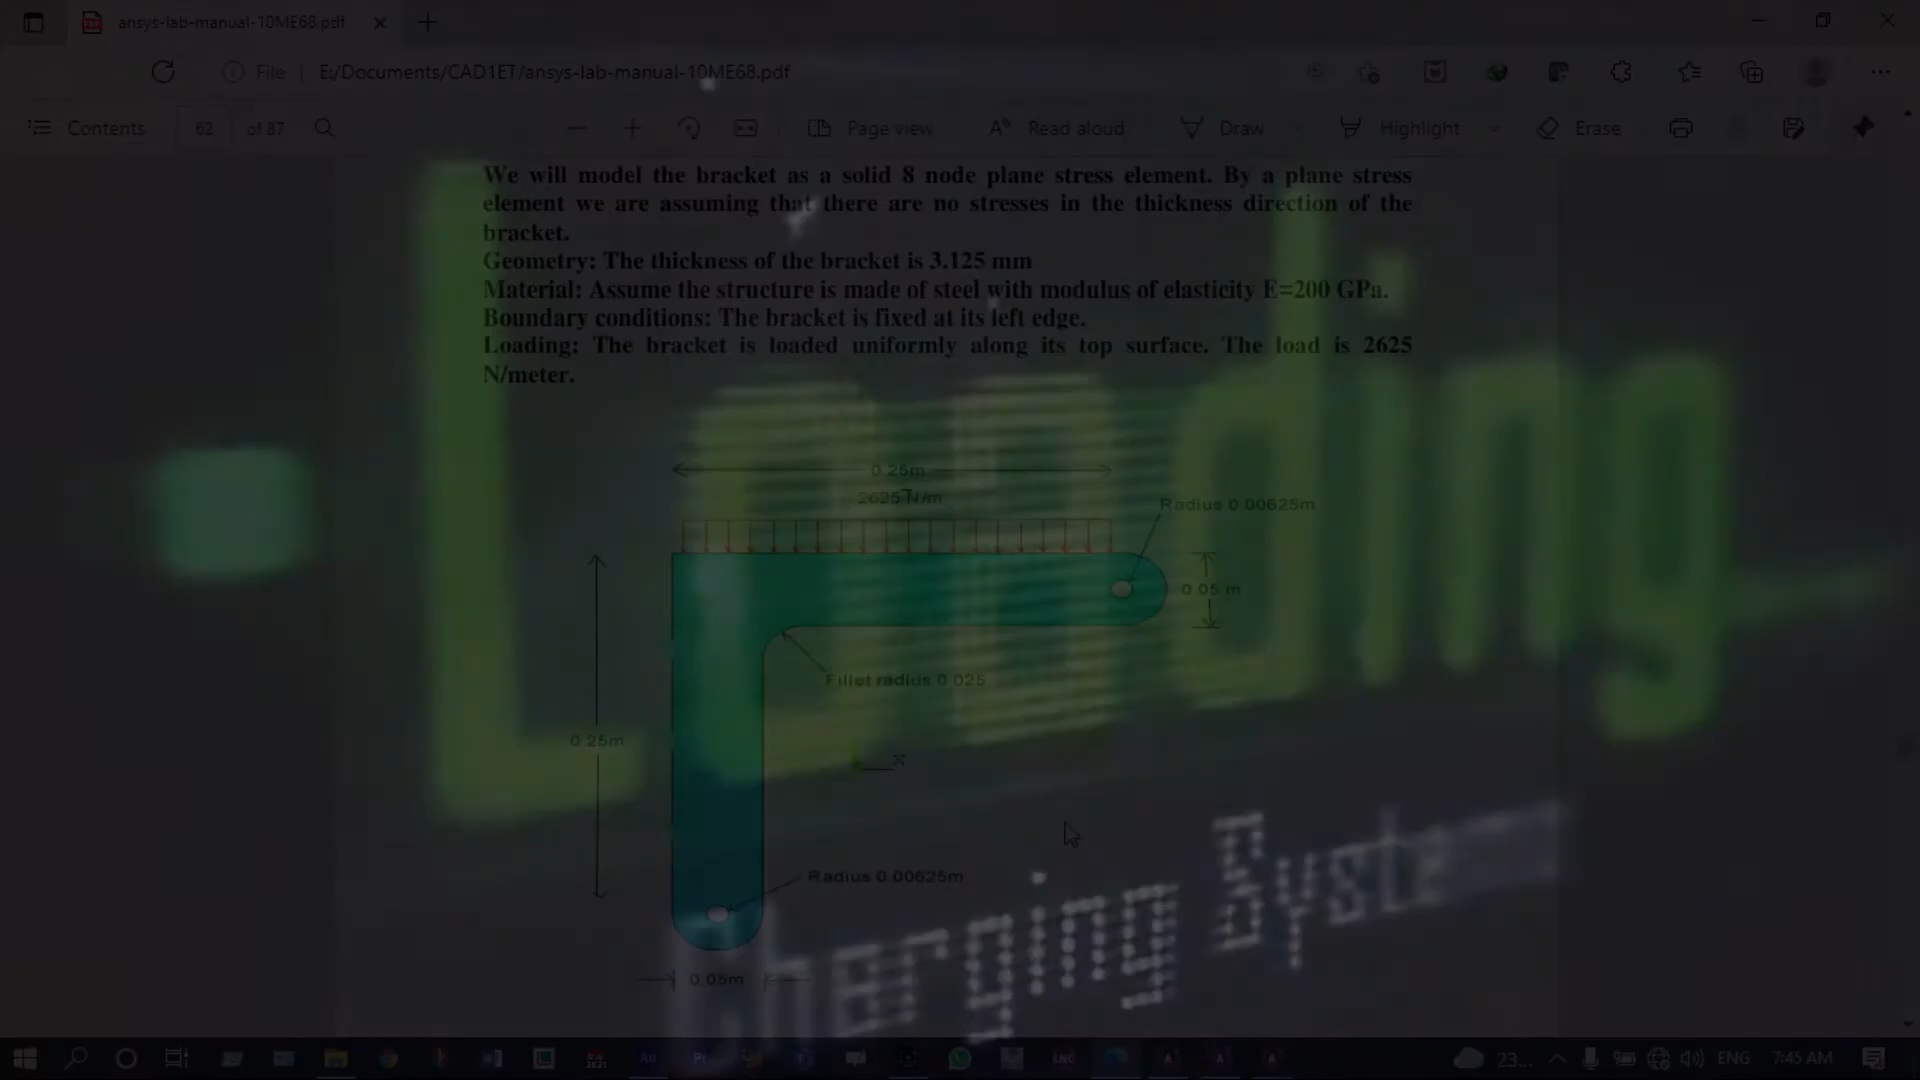 ansys-lab-manual-10ME68.pdf
File
E:/Documents/CAD1ET/ansys-lab-manual-10ME68.pdf
Contents
62
of 87
Page view
Read aloud
Draw
Highlight
Erase
We will model the bracket as a solid 8 node plane stress element. By a plane stress
element we are assuming that there are no stresses in the thickness direction of the
bracket.
Geometry: The thickness of the bracket is 3.125 mm
Material: Assume the structure is made of steel with modulus of elasticity E=200 GPa.
Boundary conditions: The bracket is fixed at its left edge.
Loading: The bracket is loaded uniformly along its top surface. The load is 2625
N/meter.
Loading
0.25m
2625 N/m
Radius 0.00625m
0.05 m
Fillet radius 0.025
0.25m
X
Radius 0.00625m
0.05m
Charging
23...
ENG
7:45 AM